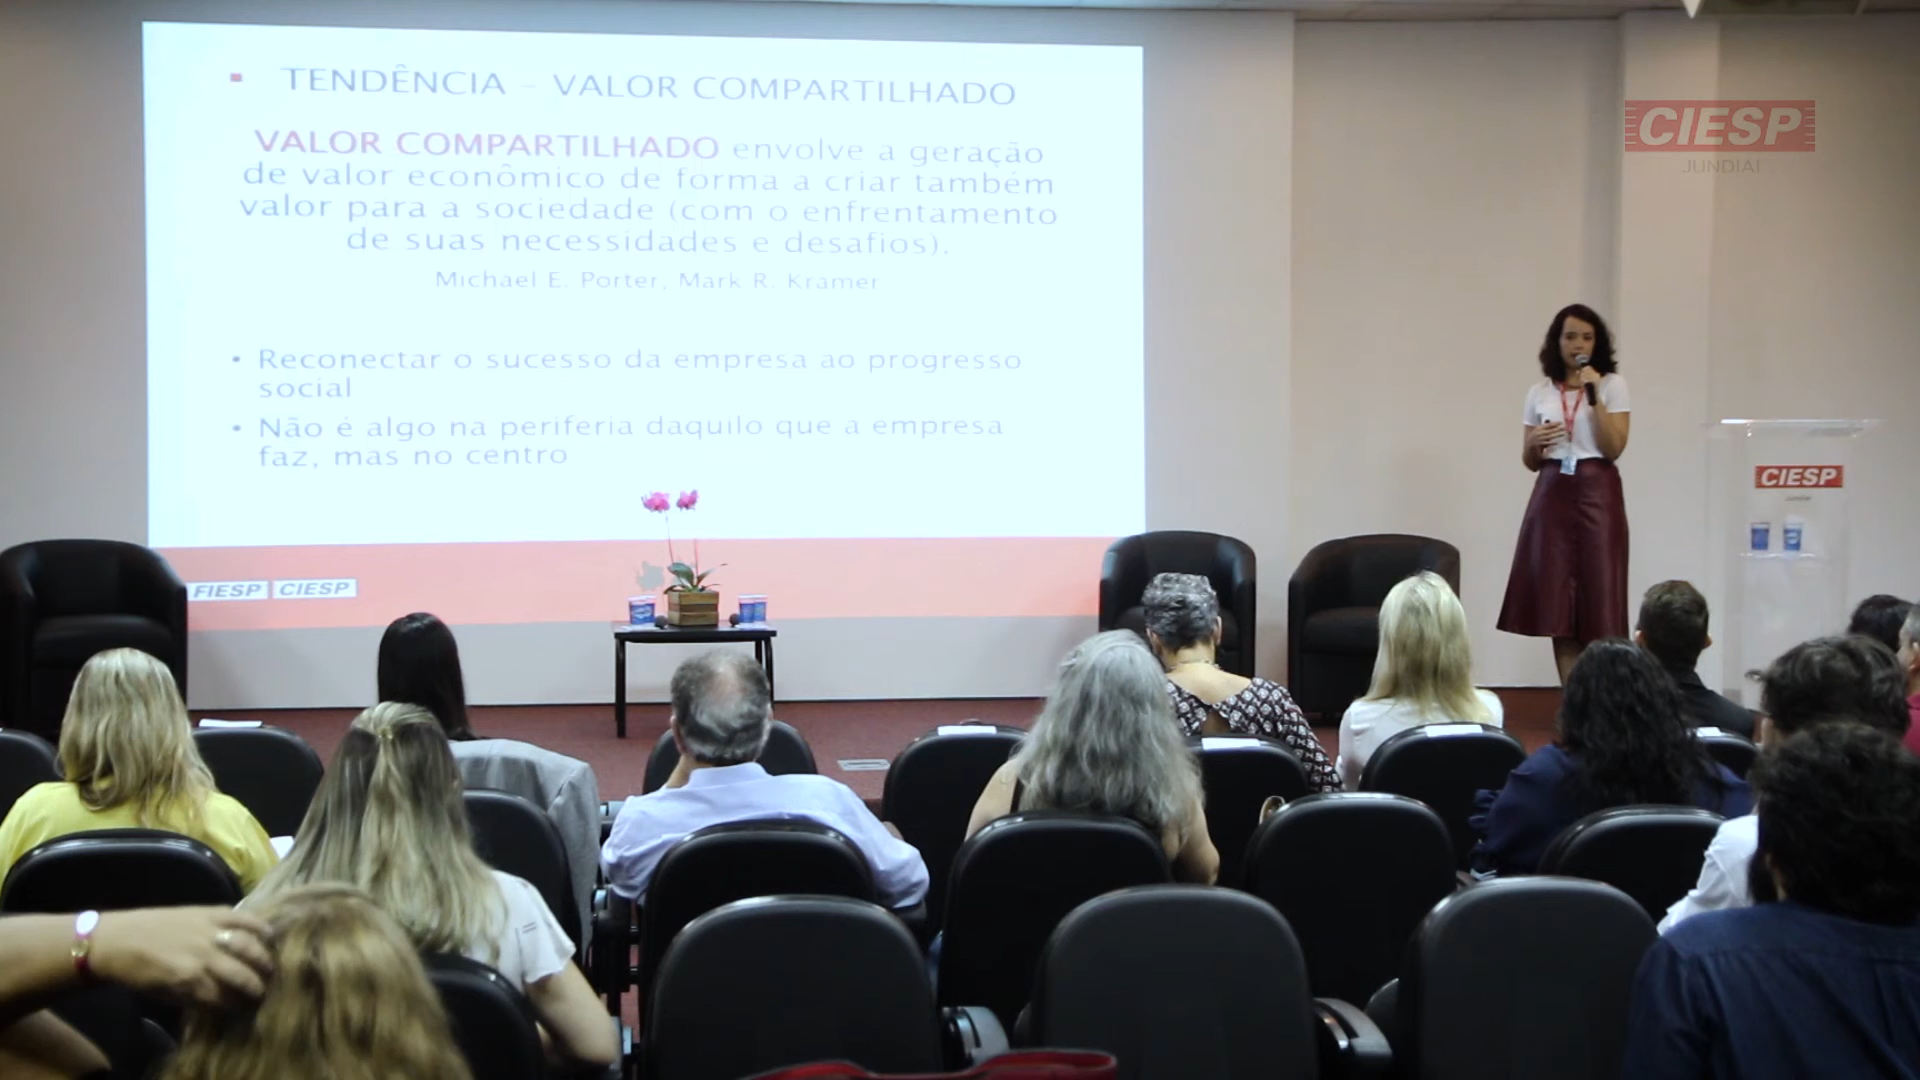 TENDÊNCIA – VALOR COMPARTILHADO
VALOR COMPARTILHADO envolve a geração
de valor econômico de forma a criar também
valor para a sociedade (com o enfrentamento
de suas necessidades e desafios).
Michael E. Porter, Mark R. Kramer
• Reconectar o sucesso da empresa ao progresso
social
• Não é algo na periferia daquilo que a empresa
faz, mas no centro
FIESP CIESP
CIESP
JUNDIAÍ
CIESP
Jundiaí